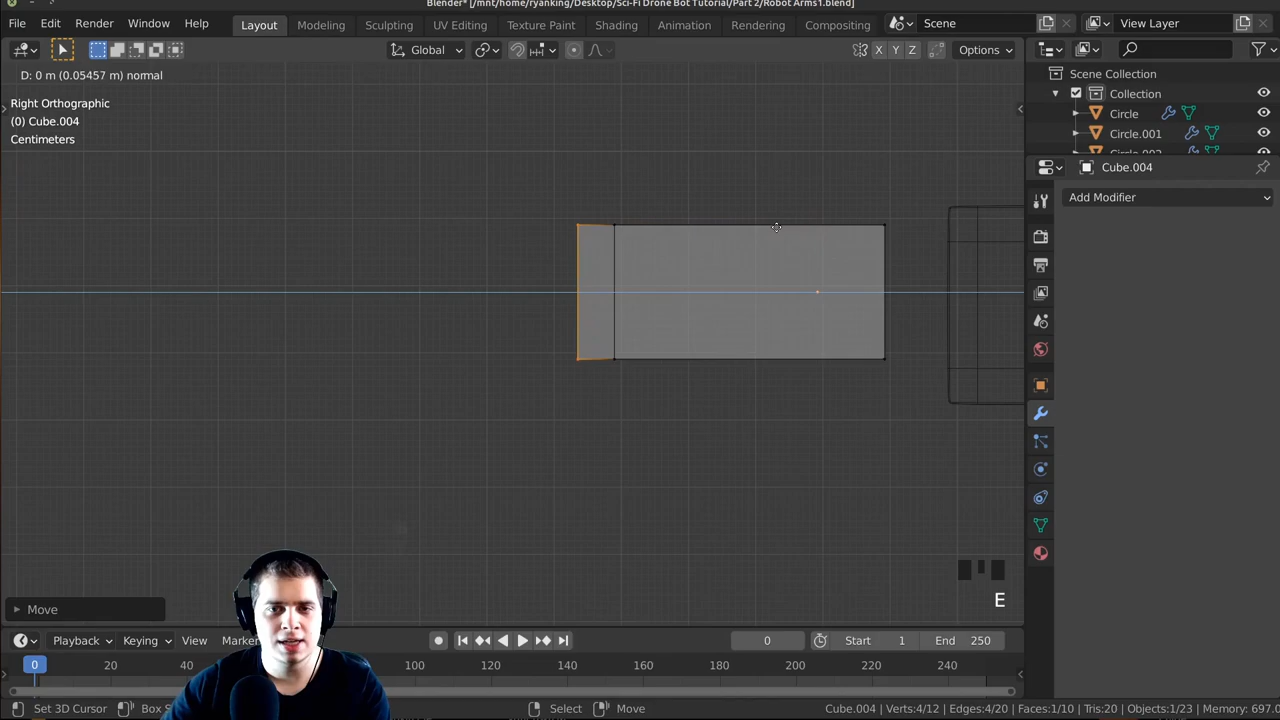 Blender* [/mnt/home/ryanking/Desktop/Sci-Fi Drone Bot Tutorial/Part 2/Robot Arms1.blend]
File Edit Render Window Help Layout Modeling Sculpting UV Editing Texture Paint Shading Animation Rendering Compositing Scene View Layer
Global X Y Z Options
D: 0 m (0.05457 m) normal
Scene Collection
Right Orthographic
Collection
(0) Cube.004
Circle
Centimeters
Circle.001
Cube.004
Add Modifier
E
Move
Playback Keying View Marker 0 Start 1 End 250
0 20 40 100 120 140 160 180 200 220 240
Set 3D Cursor Box Select Move Cube.004 | Verts:4/12 | Edges:4/20 | Faces:1/10 | Tris:20 | Objects:1/23 | Memory: 697.